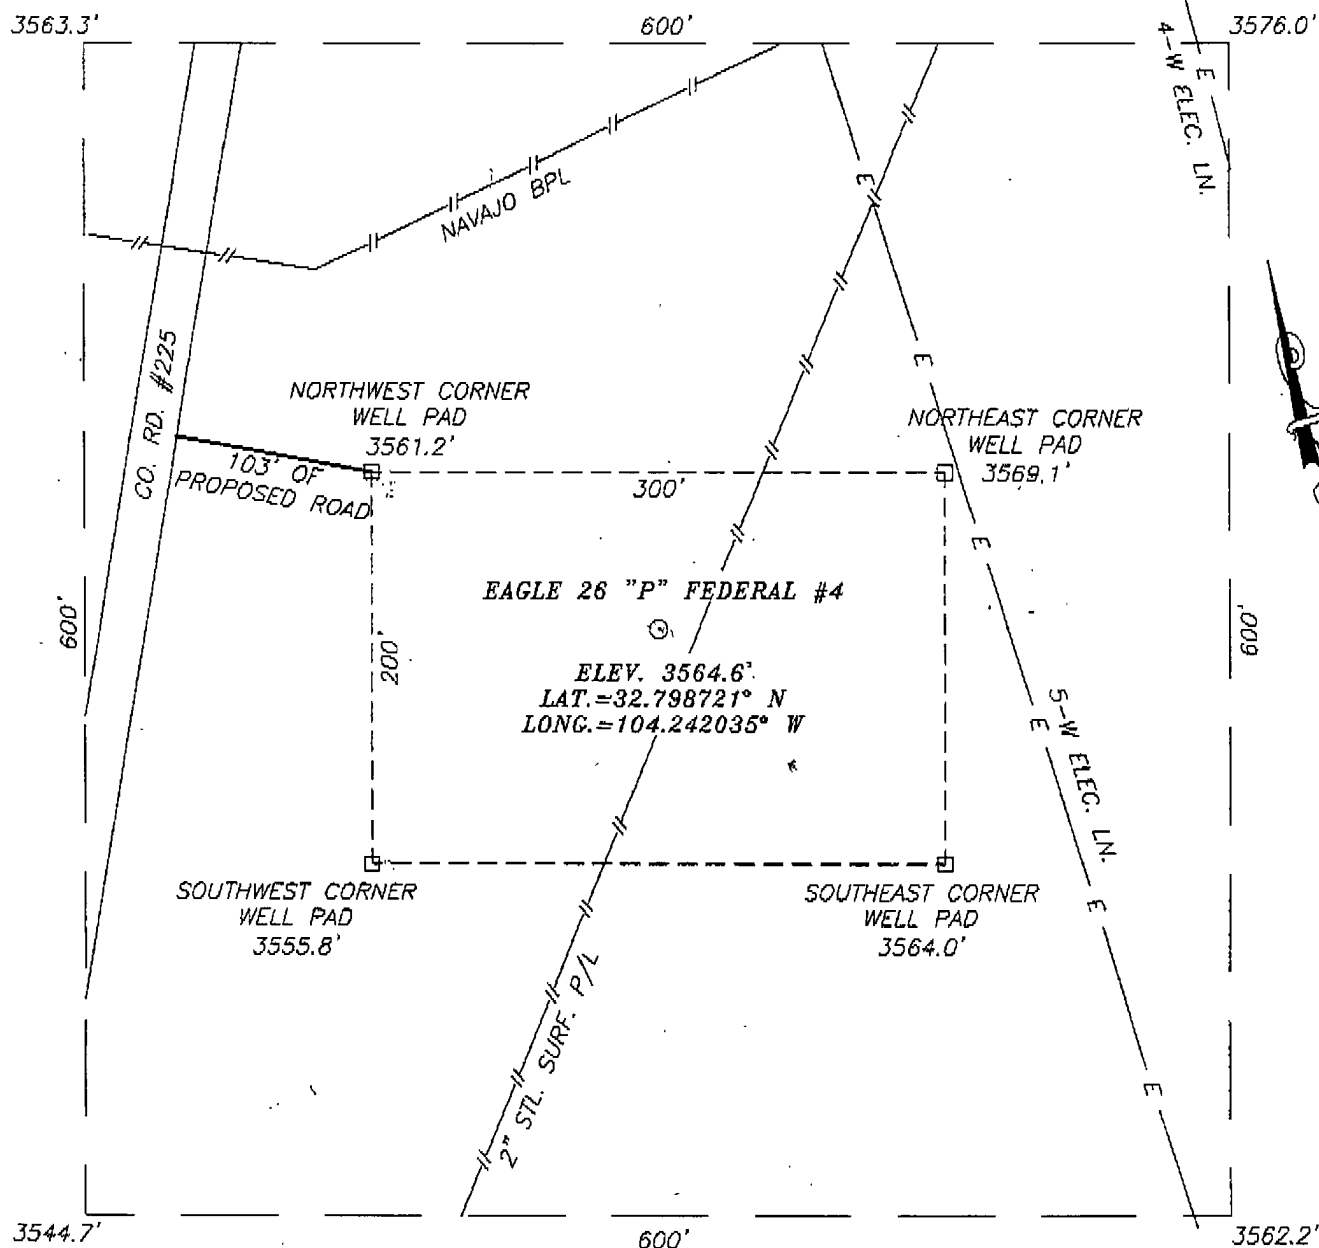 3563.3'
600'
3576.0'
4-W ELEC. LN.
E
E
NAVAJO BPL
CO. RD. #225
NORTHWEST CORNER
WELL PAD
3561.2'
E
NORTHEAST CORNER
WELL PAD
3569.1'
103' OF
PROPOSED ROAD
300'
E
EAGLE 26 "P" FEDERAL #4
600'
200'
600'
ELEV. 3564.6'
LAT.=32.798721° N
LONG.=104.242035° W
E
5-W ELEC. LN.
SOUTHWEST CORNER
WELL PAD
3555.8'
SOUTHEAST CORNER
WELL PAD
3564.0'
E
2" STL. SURF. P/L
E
3544.7'
600'
3562.2'